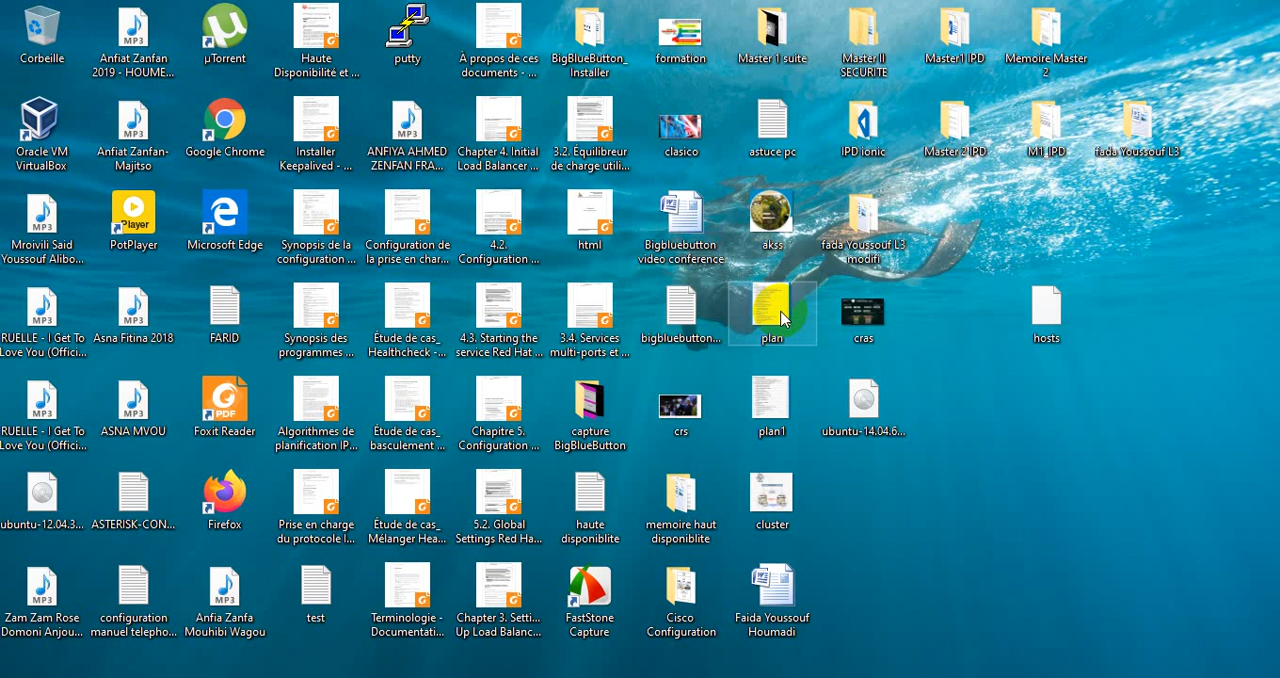 Corbeille
Anfiat Zanfan
2019 - HOUME...
µTorrent
Haute
Disponibilité et ...
putty
À propos de ces
documents - ...
BigBlueButton_
Installer
formation
Master 1 suite
Master II
SECURITE
Master1 IPD
Memoire Master
2
Oracle VM
VirtualBox
Anfiat Zanfan-
Majitso
Google Chrome
Installer
Keepalived - ...
ANFIYA AHMED
ZENFAN FRA...
Chapter 4. Initial
Load Balancer ...
3.2. Équilibreur
de charge utili...
clasico
astuce pc
IPD ionic
Master 2 IPD
M1_IPD
fada Youssouf L3
Mroivili Said
Youssouf Alibo...
PotPlayer
Microsoft Edge
Synopsis de la
configuration ...
Configuration de
la prise en char...
4.2.
Configuration ...
html
Bigbluebutton
video conference
akss
fada Youssouf L3
modifi
RUELLE - I Get To
Love You (Offici...
Asna Fitina 2018
FARID
Synopsis des
programmes ...
Étude de cas_
Healthcheck -...
4.3. Starting the
service Red Hat ...
3.4. Services
multi-ports et ...
bigbluebutton...
plan
cras
hosts
RUELLE - I Get To
Love You (Offici...
ASNA MVOU
Foxit Reader
Algorithmes de
planification IP...
Étude de cas_
basculement ...
Chapitre 5.
Configuration ...
capture
BigBlueButton
crs
plan1
ubuntu-14.04.6...
ubuntu-12.04.3...
ASTERISK-CON...
Firefox
Prise en charge
du protocole I...
Étude de cas_
Mélanger Hea...
5.2. Global
Settings Red Ha...
haute
disponiblite
memoire haut
disponiblite
cluster
Zam Zam Rose
Domoni Anjou...
configuration
manuel telepho...
Anfia Zanfa
Mouhibi Wagou
test
Terminologie -
Documentati...
Chapter 3. Setti...
Up Load Balanc...
FastStone
Capture
Cisco
Configuration
Faida Youssouf
Houmadi